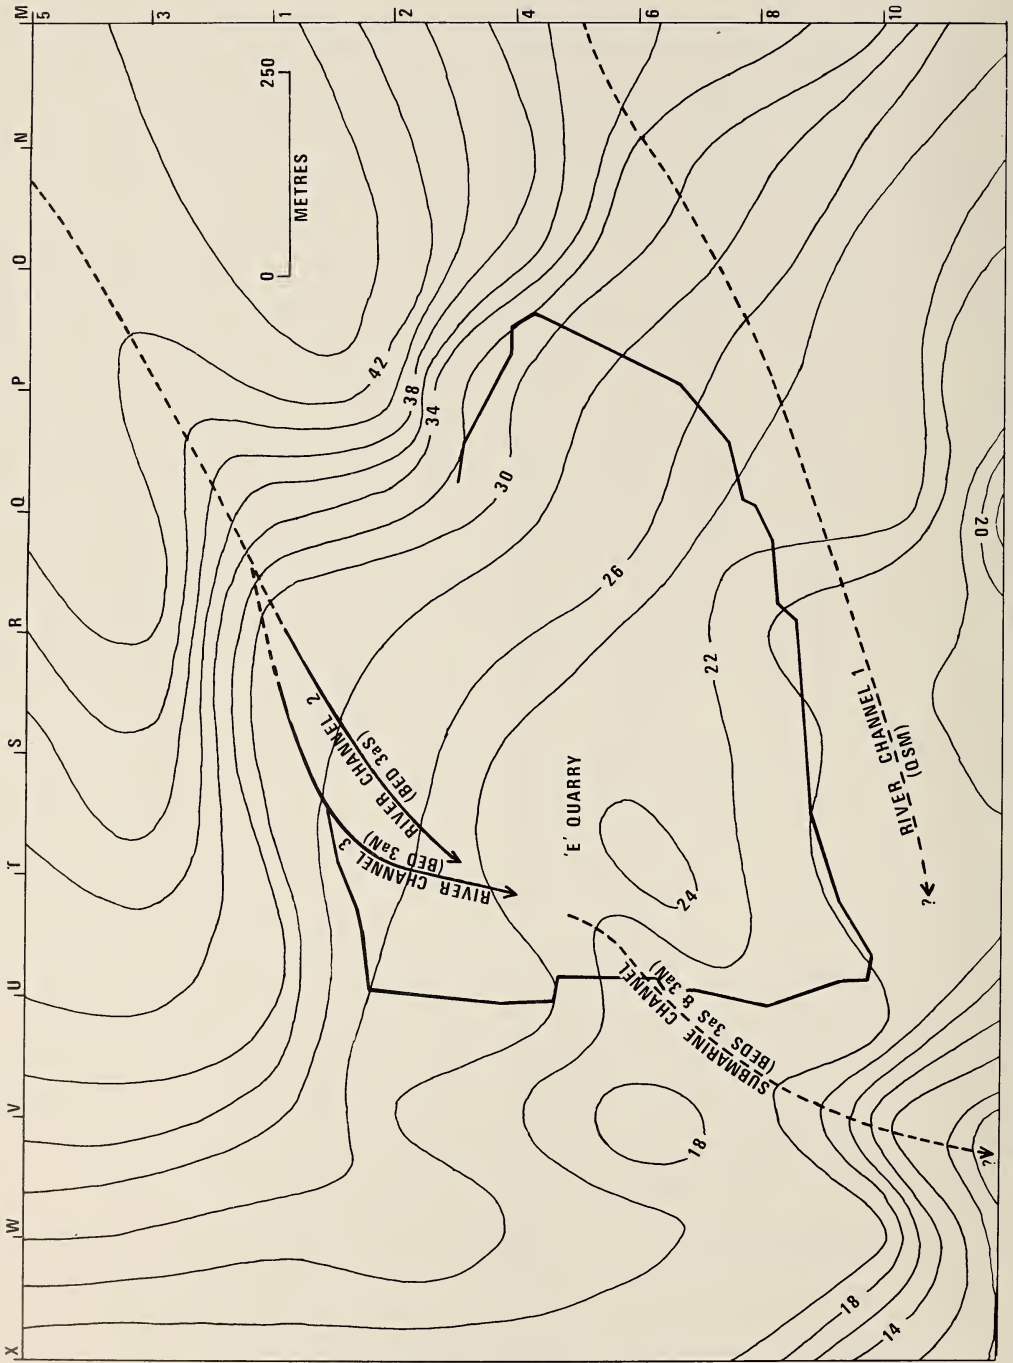 X W V U T S R Q P O N M
5
3
1
2
4
6
8
10
0 250
METRES
42
38
34
30
26
22
24
20
18
18
14
RIVER CHANNEL 2
(BED 3aS)
RIVER CHANNEL 3
(BED 3aN)
'E' QUARRY
SUBMARINE CHANNEL
(BEDS 3aS & 3aN)
?
RIVER CHANNEL 1
(OSM)
?